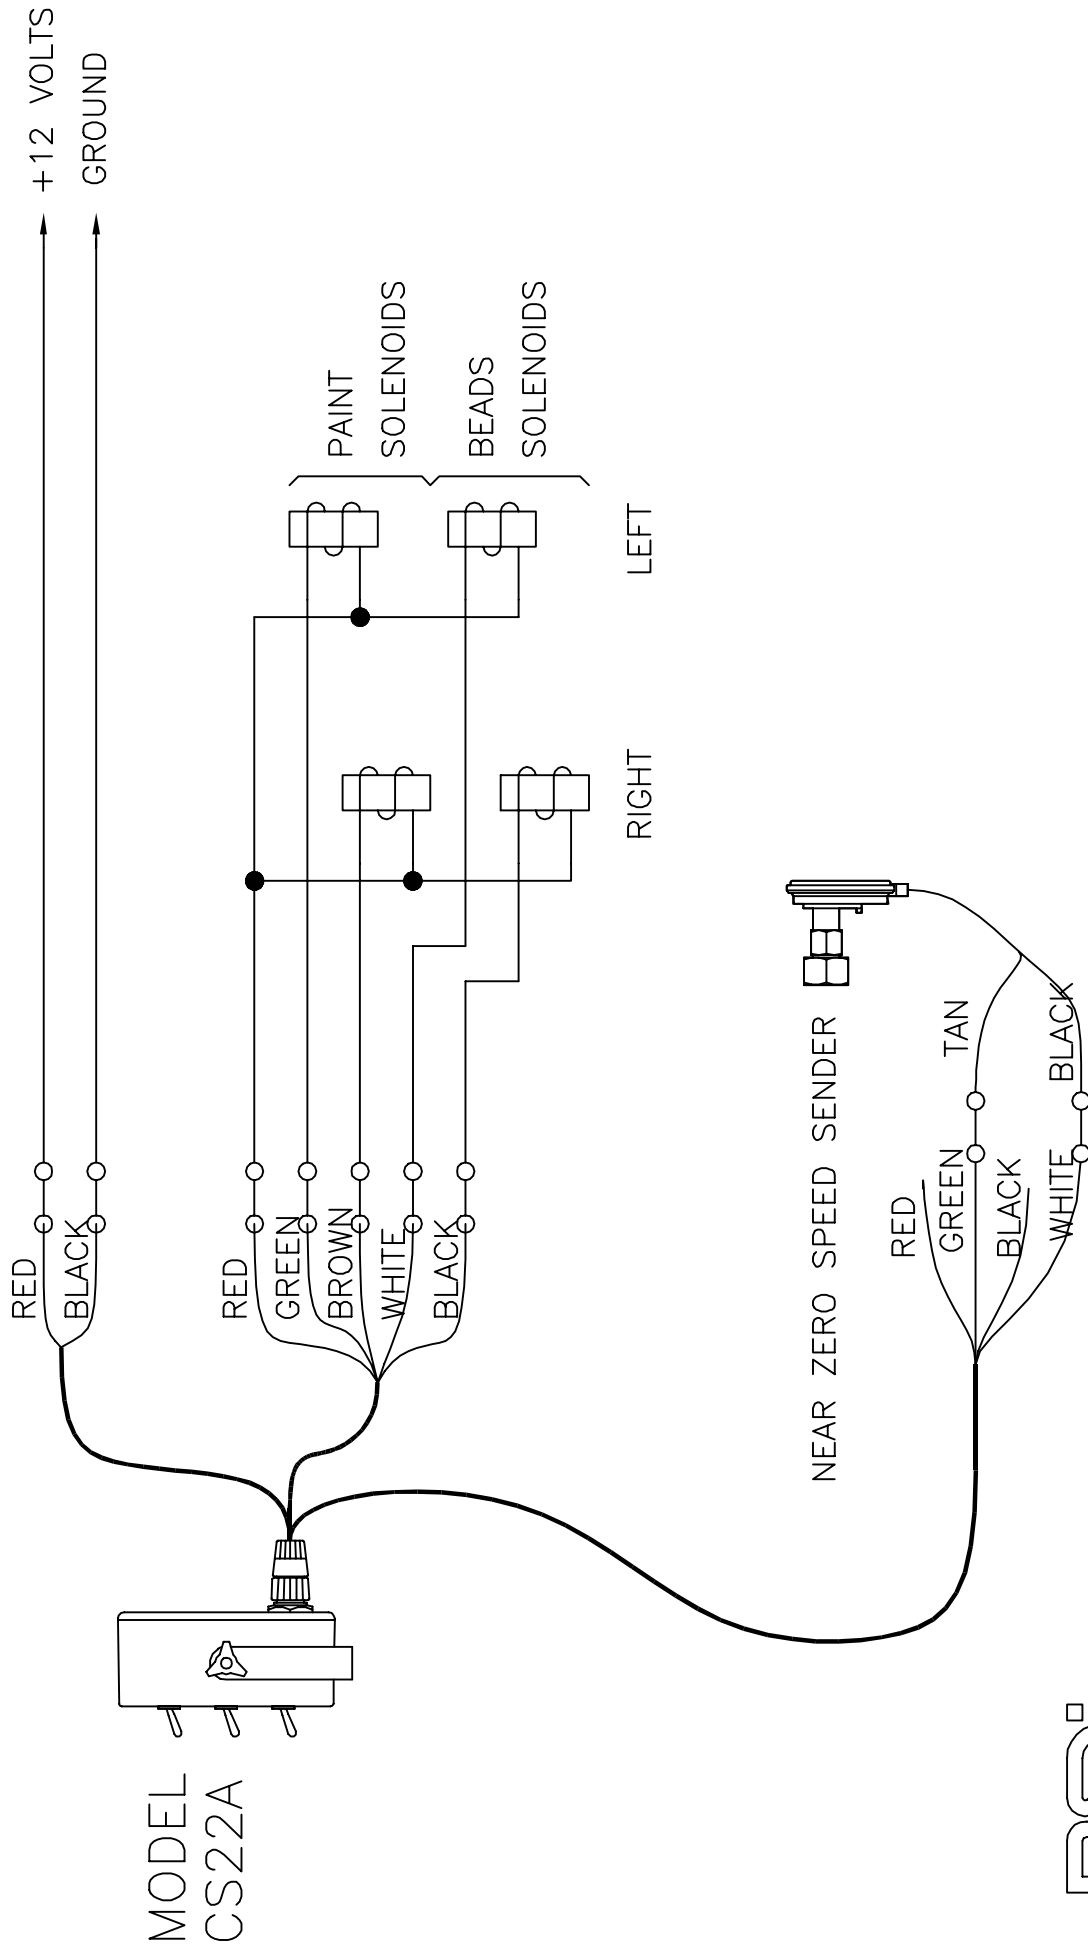 +12 VOLTS
GROUND
RED
BLACK
PAINT
SOLENOIDS
BEADS
SOLENOIDS
LEFT
RIGHT
RED
GREEN
BROWN
WHITE
BLACK
MODEL
CS22A
NEAR ZERO SPEED SENDER
TAN
BLACK
RED
GREEN
BLACK
WHITE